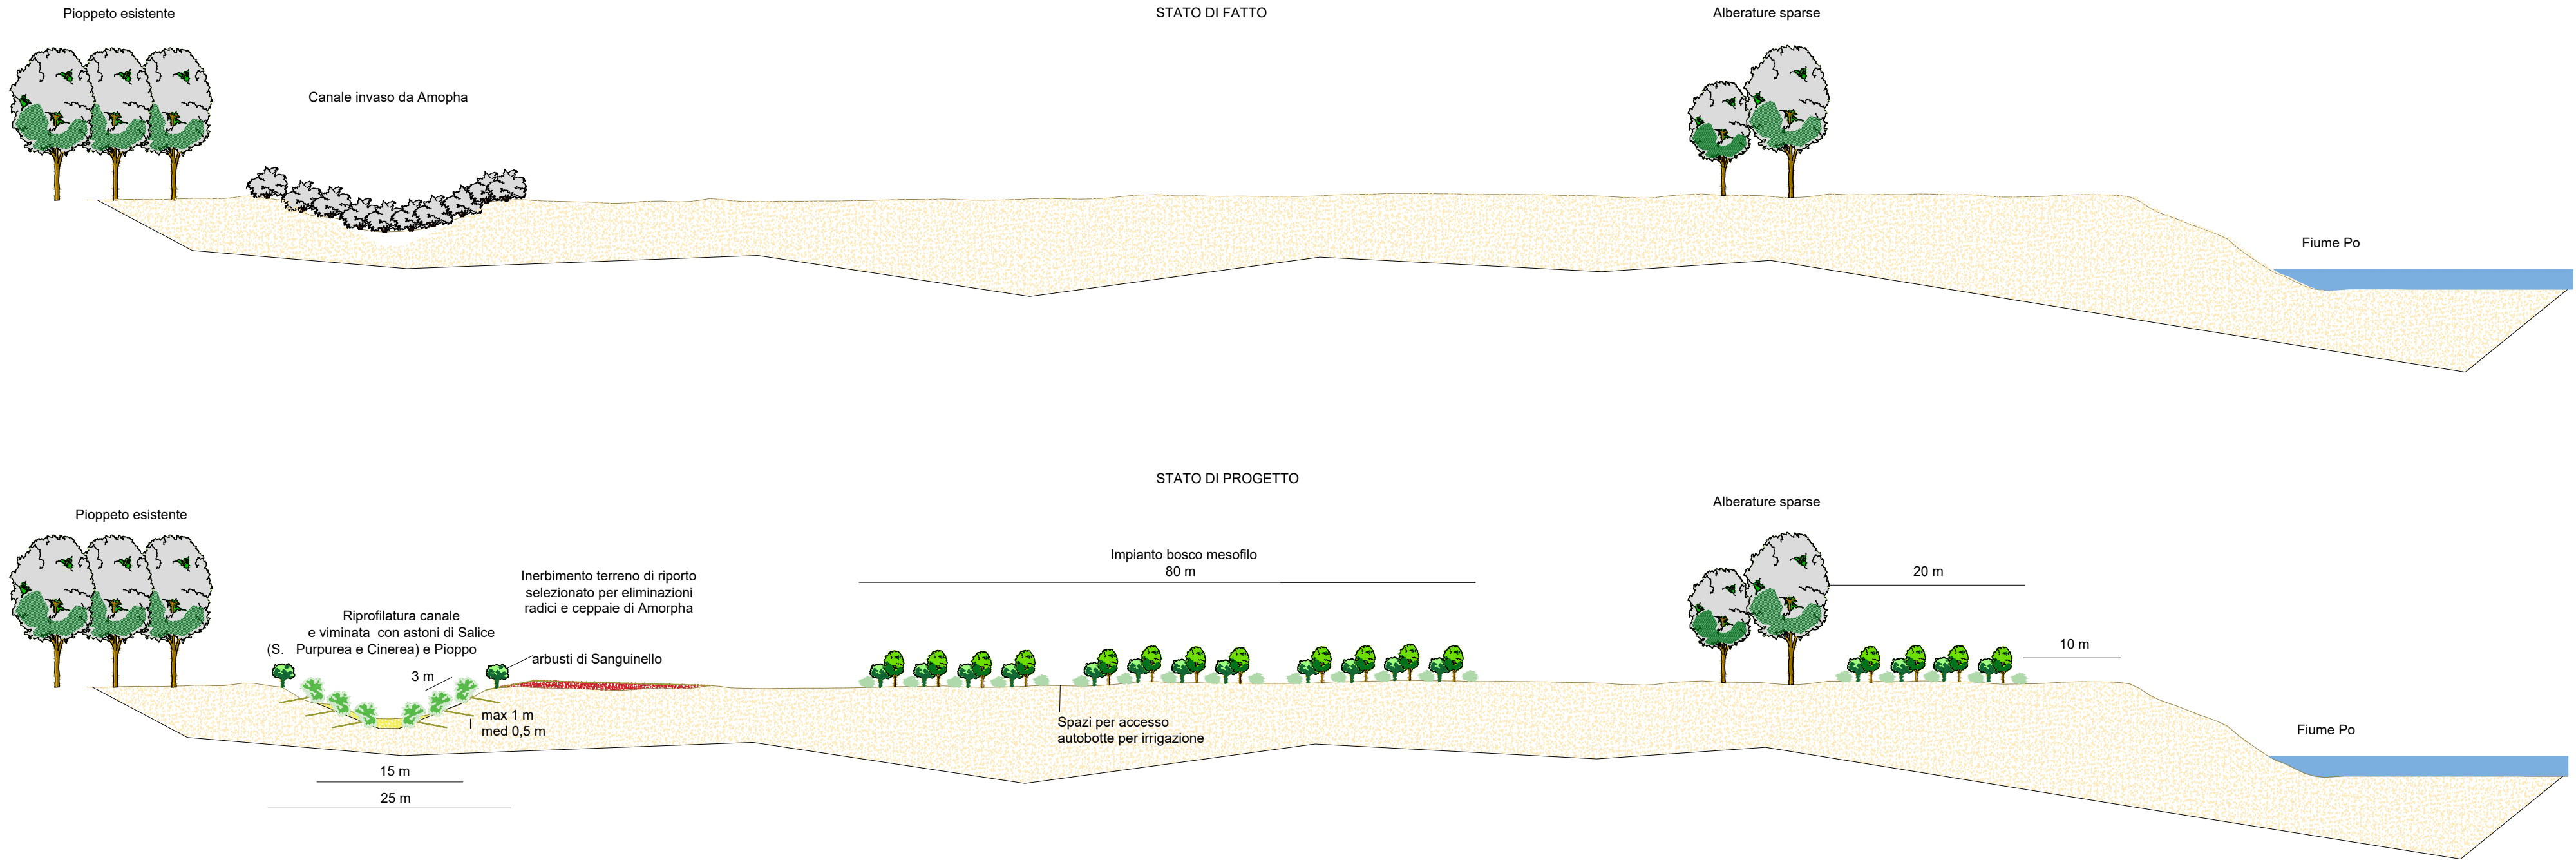 Pioppeto esistente
STATO DI FATTO
Alberature sparse
Canale invaso da Amopha
Fiume Po
STATO DI PROGETTO
Pioppeto esistente
Alberature sparse
Impianto bosco mesofilo
80 m
20 m
Inerbimento terreno di riporto
selezionato per eliminazioni
radici e ceppaie di Amorpha
Riprofilatura canale
e viminata con astoni di Salice
(S. Purpurea e Cinerea) e Pioppo
arbusti di Sanguinello
3 m
10 m
max 1 m
med 0,5 m
Spazi per accesso
autobotte per irrigazione
Fiume Po
15 m
25 m